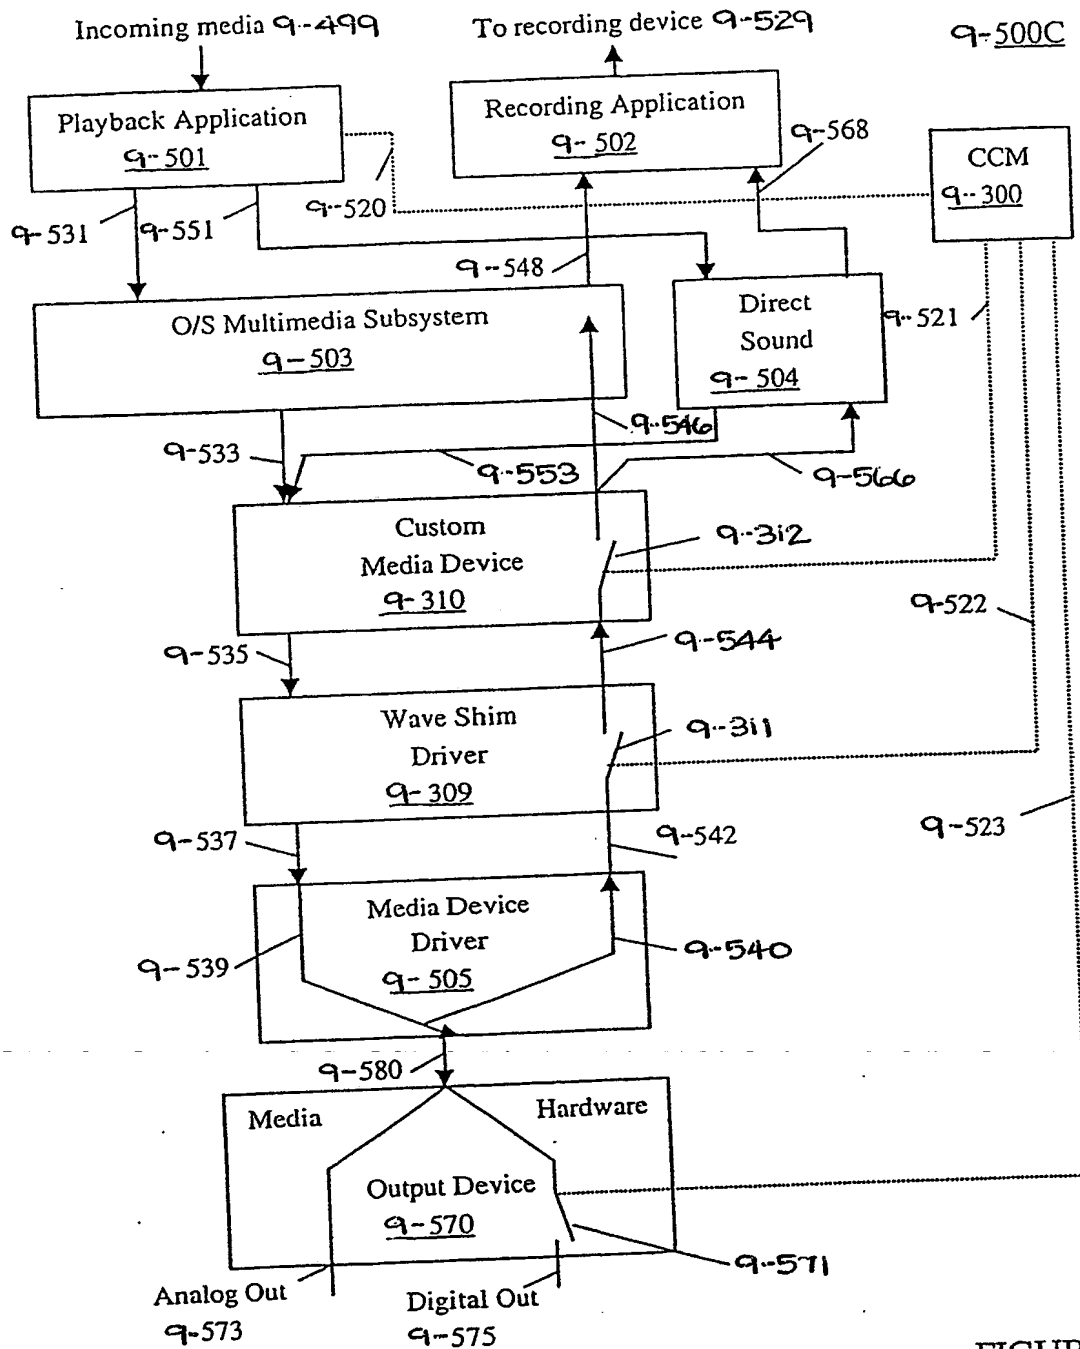 Incoming media 9-499
To recording device 9-529
9-500C
Playback Application
9-501
Recording Application
9-502
9-568
CCM
9-300
9-520
9-531
9-551
9-548
O/S Multimedia Subsystem
9-503
Direct
Sound
9-504
9-521
9-533
9-546
9-553
9-566
Custom
Media Device
9-310
9-312
9-522
9-535
9-544
Wave Shim
Driver
9-309
9-311
9-523
9-537
9-542
Media Device
Driver
9-505
9-539
9-540
9-580
Media
Hardware
Output Device
9-570
9-571
Analog Out
9-573
Digital Out
9-575
FIGUR